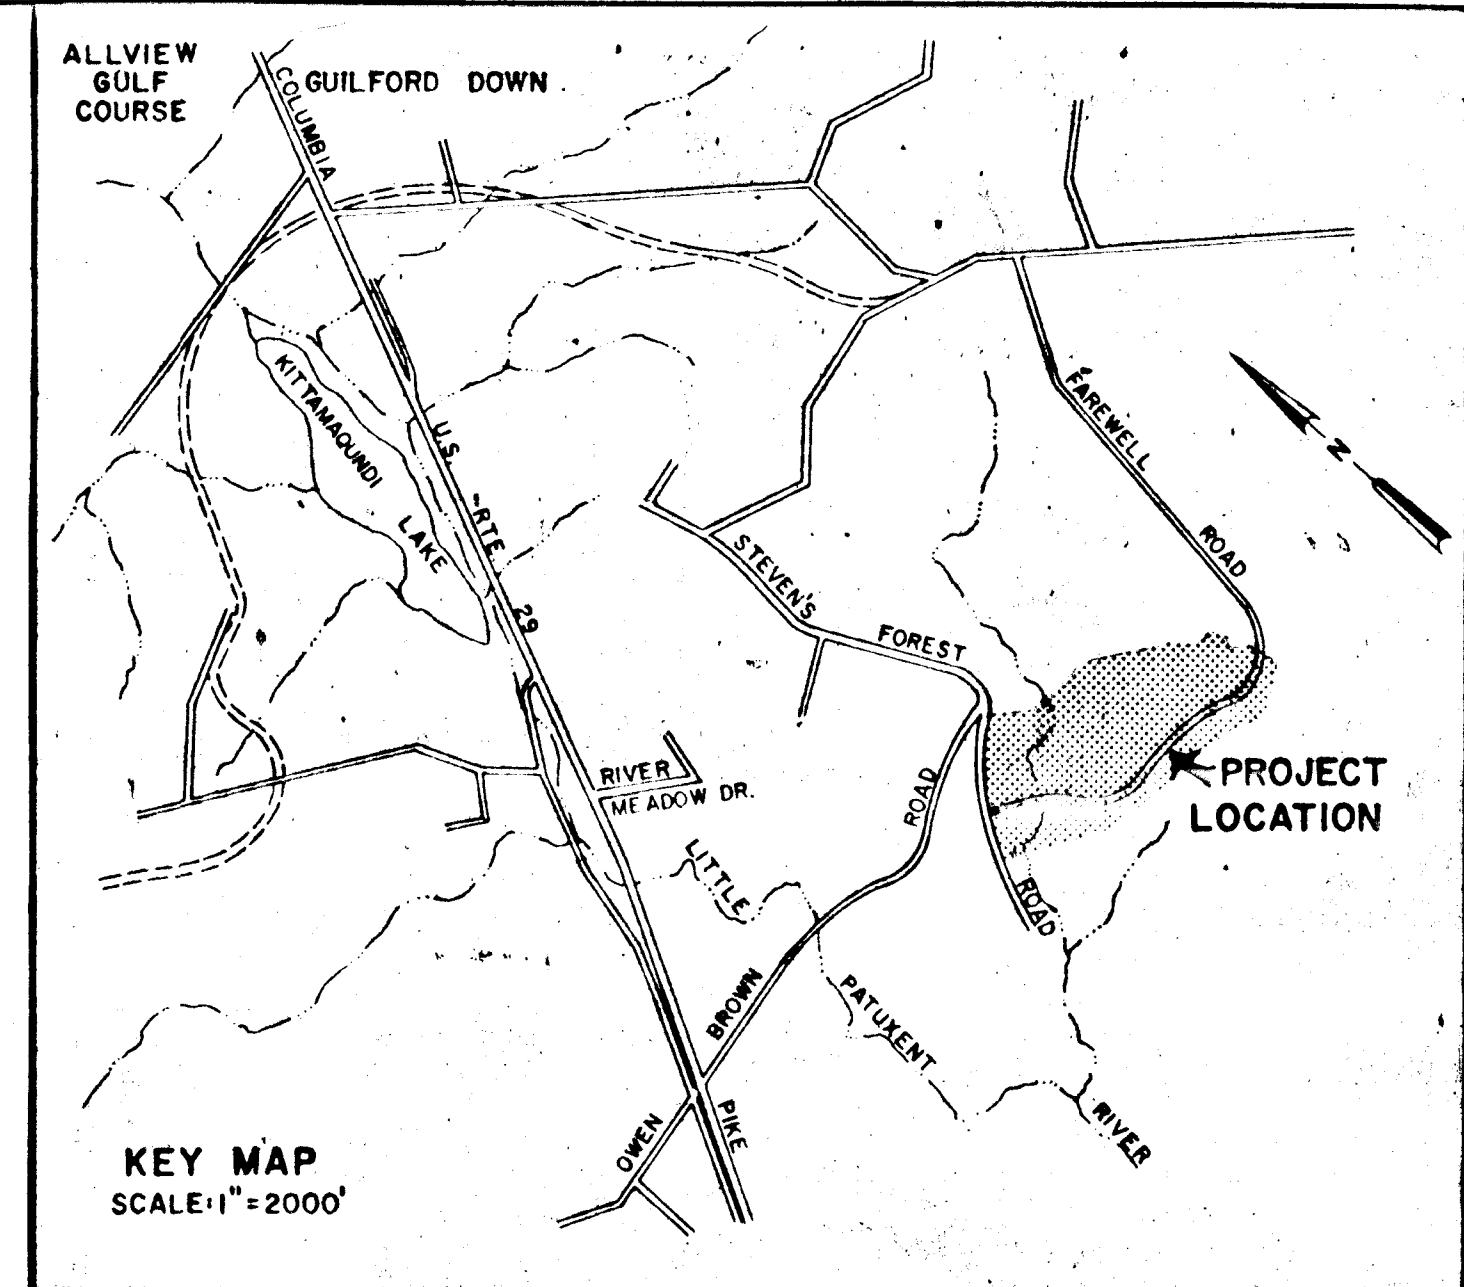 ALLVIEW
GULF
COURSE
GUILFORD DOWN
COLUMBIA
KITTAMAQUNDI
LAKE
U.S. RTE 29
FAREWELL
ROAD
N
STEVEN'S
FOREST
ROAD
RIVER
MEADOW DR.
PROJECT
LOCATION
ROAD
LITTLE
BROWN
PATUXENT
RIVER
OWEN
PIKE
KEY MAP
SCALE: 1" = 2000'